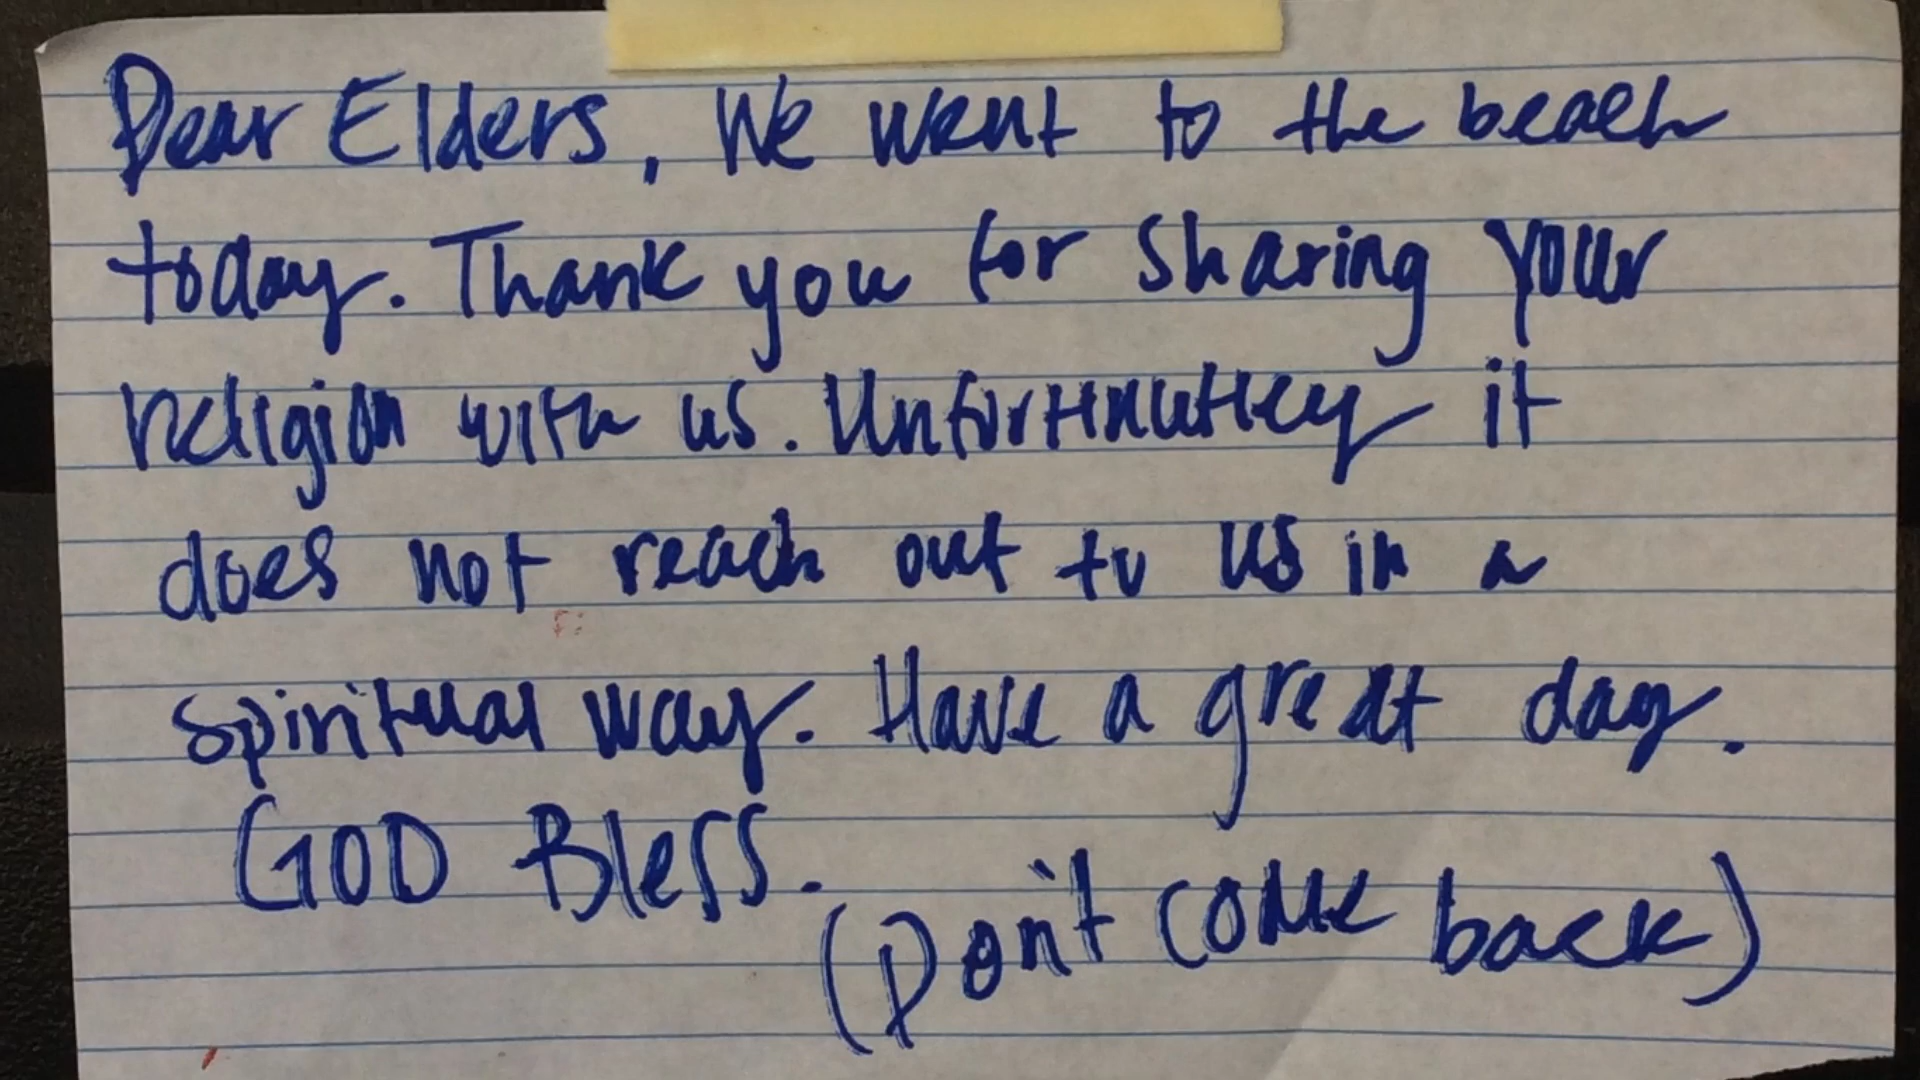 Dear Elders, We went to the beach
today. Thank you for sharing your
religion with us. Unfortinutley it
does not reach out to us in a
spiritual way. Have a great day.
GOD Bless.
(Don't come back)